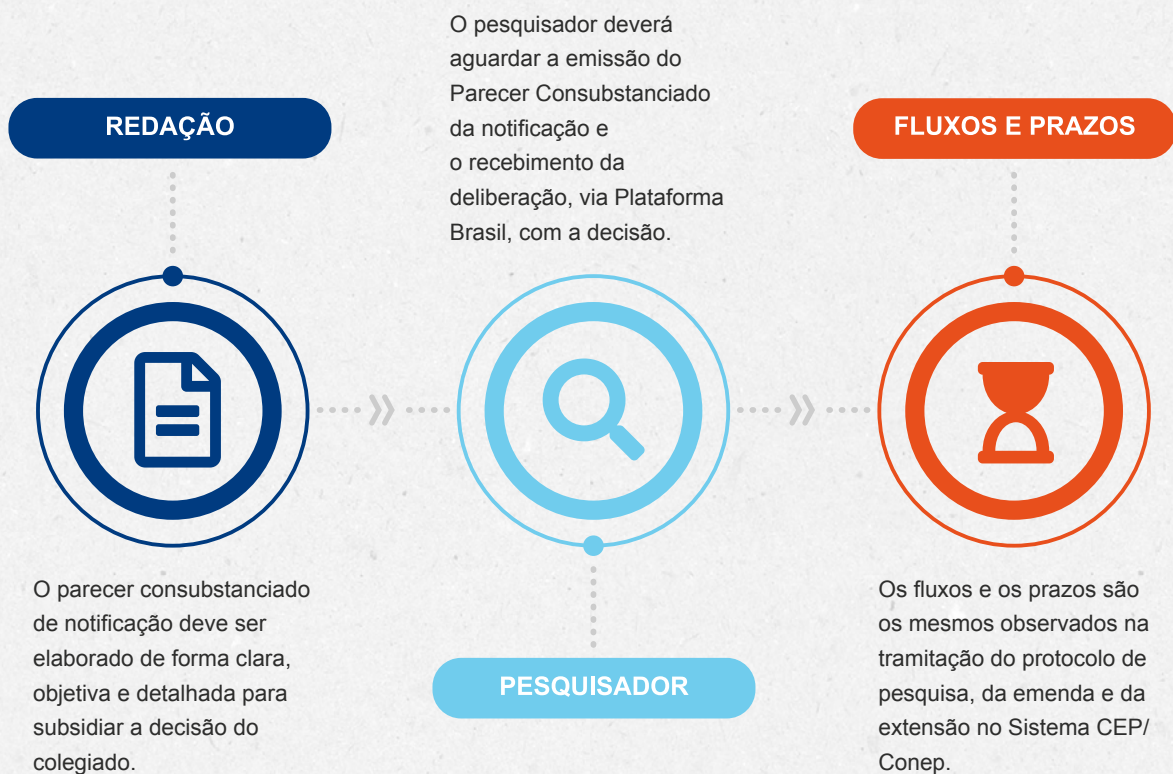 REDAÇÃO
O parecer consubstanciado
de notificação deve ser
elaborado de forma clara,
objetiva e detalhada para
subsidiar a decisão do
colegiado.
O pesquisador deverá
aguardar a emissão do
Parecer Consubstanciado
da notificação e
o recebimento da
deliberação, via Plataforma
Brasil, com a decisão.
PESQUISADOR
FLUXOS E PRAZOS
Os fluxos e os prazos são
os mesmos observados na
tramitação do protocolo de
pesquisa, da emenda e da
extensão no Sistema CEP/
Conep.